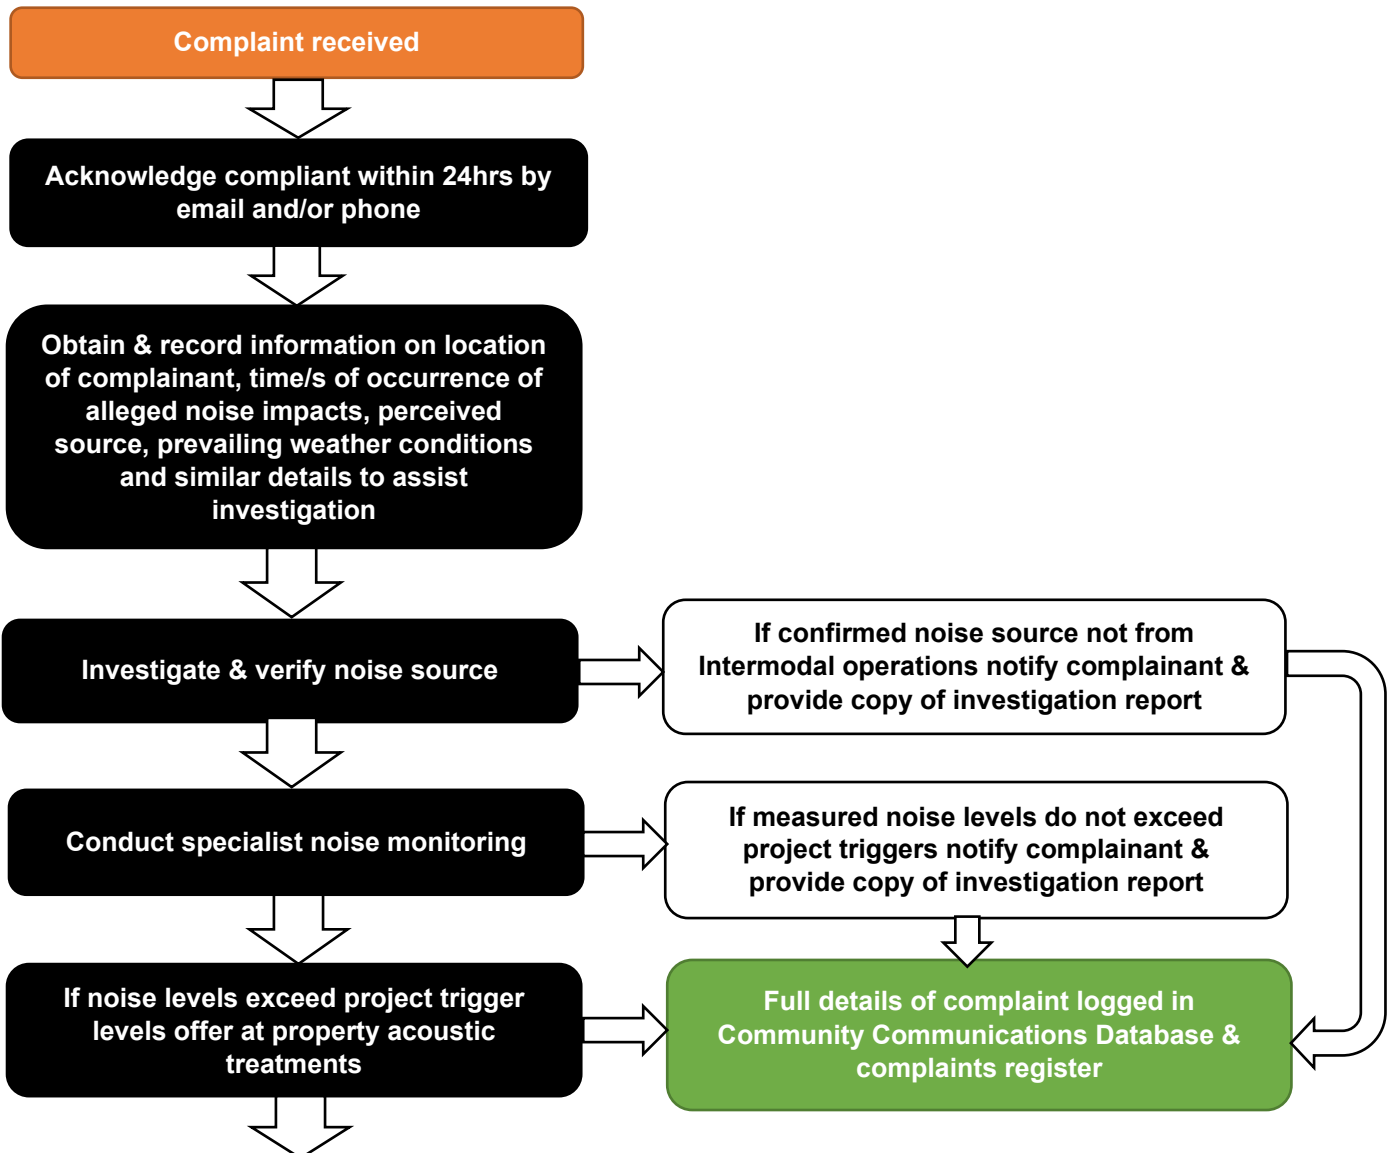 Complaint received
Acknowledge compliant within 24hrs by
email and/or phone
Obtain & record information on location
of complainant, time/s of occurrence of
alleged noise impacts, perceived
source, prevailing weather conditions
and similar details to assist
investigation
Investigate & verify noise source
If confirmed noise source not from
Intermodal operations notify complainant &
provide copy of investigation report
Conduct specialist noise monitoring
If measured noise levels do not exceed
project triggers notify complainant &
provide copy of investigation report
If noise levels exceed project trigger
levels offer at property acoustic
treatments
Full details of complaint logged in
Community Communications Database &
complaints register